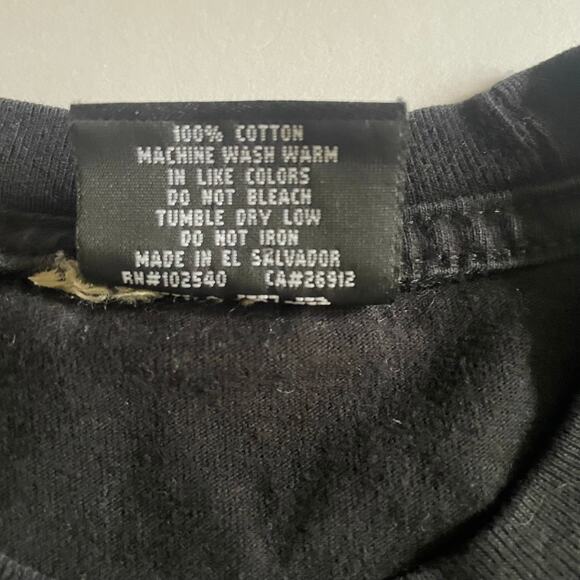 100% COTTON
MACHINE WASH WARM
IN LIKE COLORS
DO NOT BLEACH
TUMBLE DRY LOW
DO NOT IRON
MADE IN EL SALVADOR
RN#102540 CA#26912